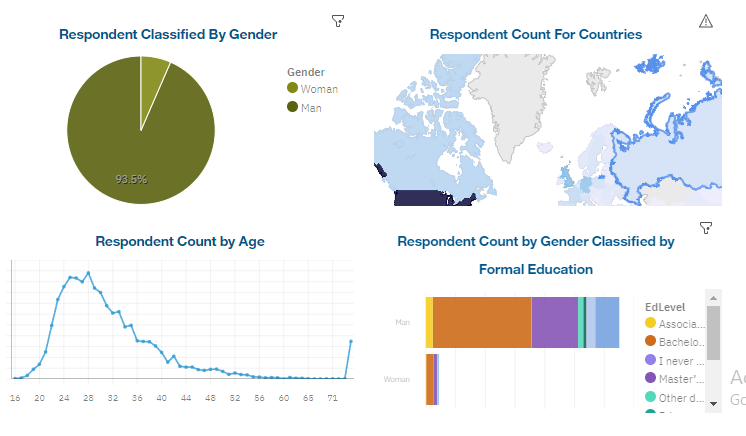 Respondent Classified By Gender
Gender
Woman
Man
93.5%
Respondent Count For Countries
Respondent Count by Age
16 20 24 28 32 36 40 44 48 52 56 60 65 71
Respondent Count by Gender Classified by
Formal Education
Man
Woman
EdLevel
Associa...
Bachelo...
I never ...
Master'...
Other d...